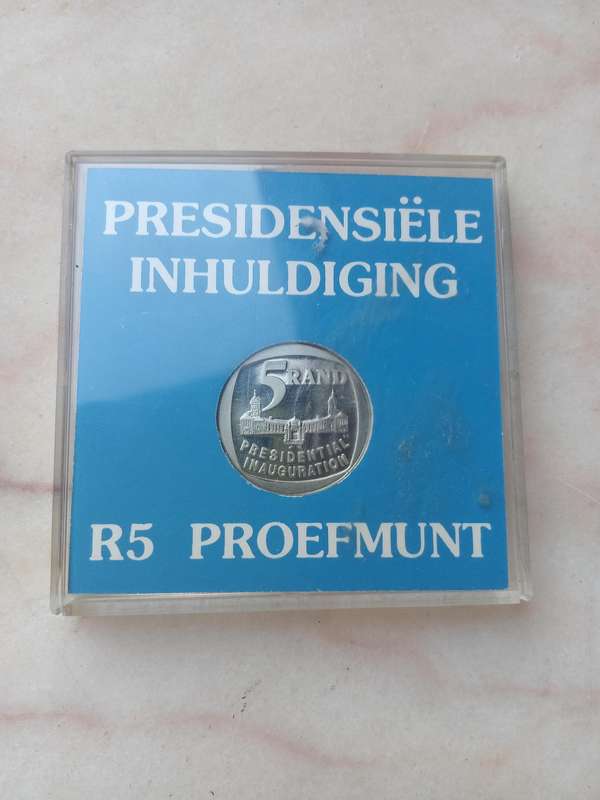 PRESIDENSIËLE
INHULDIGING
5 RAND
PRESIDENTIAL
INAUGURATION
R5 PROEFMUNT